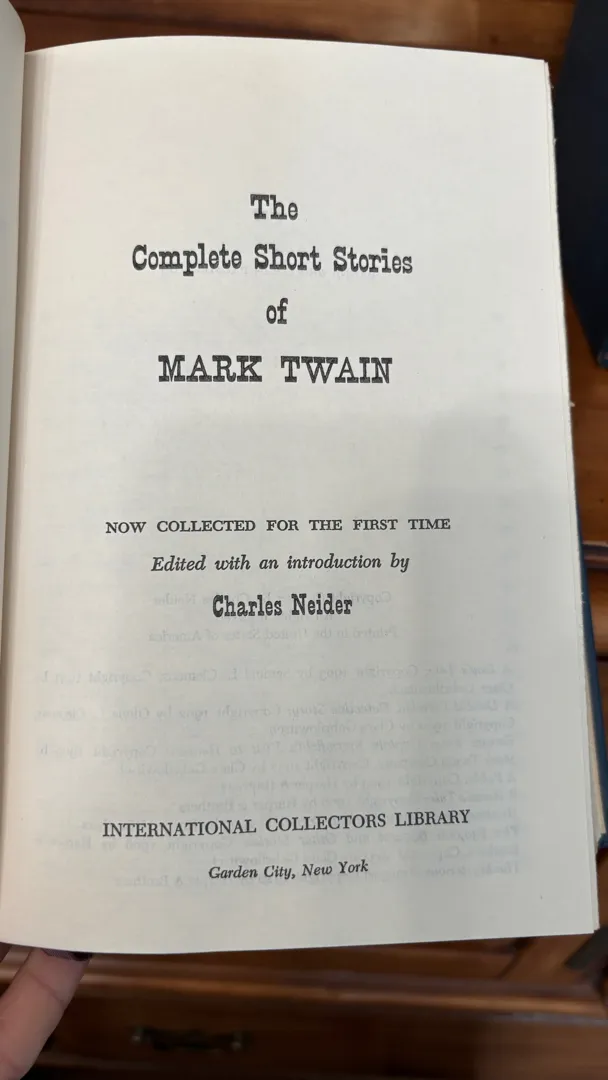 The
Complete Short Stories
of
MARK TWAIN
NOW COLLECTED FOR THE FIRST TIME
Edited with an introduction by
Charles Neider
INTERNATIONAL COLLECTORS LIBRARY
Garden City, New York